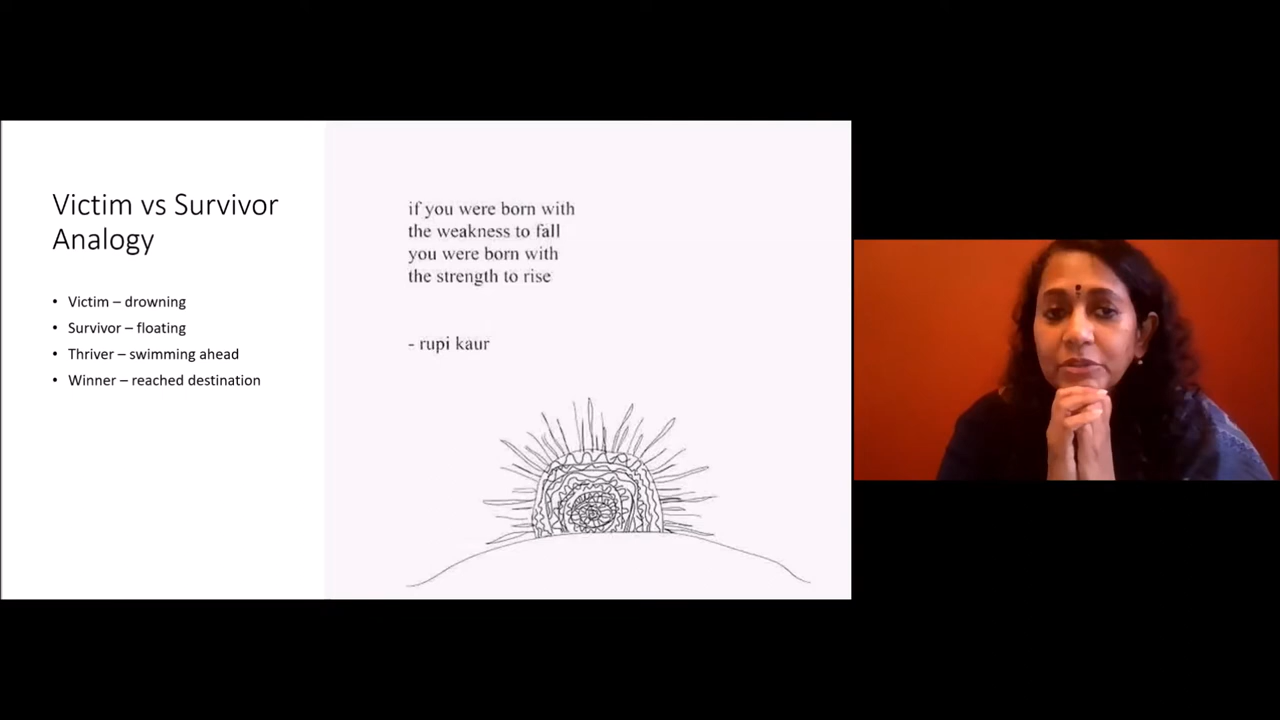 Victim vs Survivor
Analogy
• Victim – drowning
• Survivor – floating
• Thriver – swimming ahead
• Winner – reached destination
if you were born with
the weakness to fall
you were born with
the strength to rise
- rupi kaur